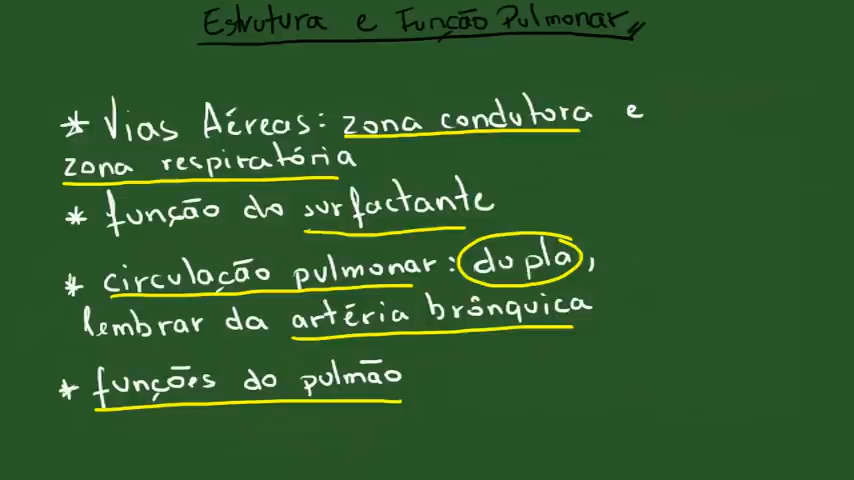 Estrutura e Função Pulmonar
* Vias Aéreas: zona condutora e
zona respiratória
* função do surfactante
* circulação pulmonar: dupla,
lembrar da artéria brônquica
* funções do pulmão